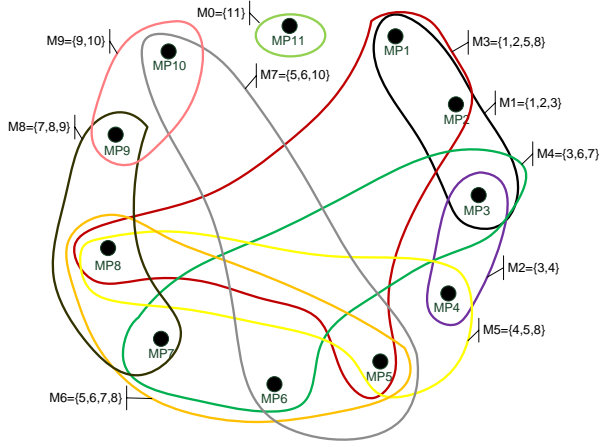 M0={11}
MP11
M9={9,10}
MP10
MP1
M3={1,2,5,8}
M7={5,6,10}
MP2
M1={1,2,3}
M8={7,8,9}
MP9
M4={3,6,7}
MP3
MP8
M2={3,4}
MP4
M5={4,5,8}
MP7
MP5
M6={5,6,7,8}
MP6